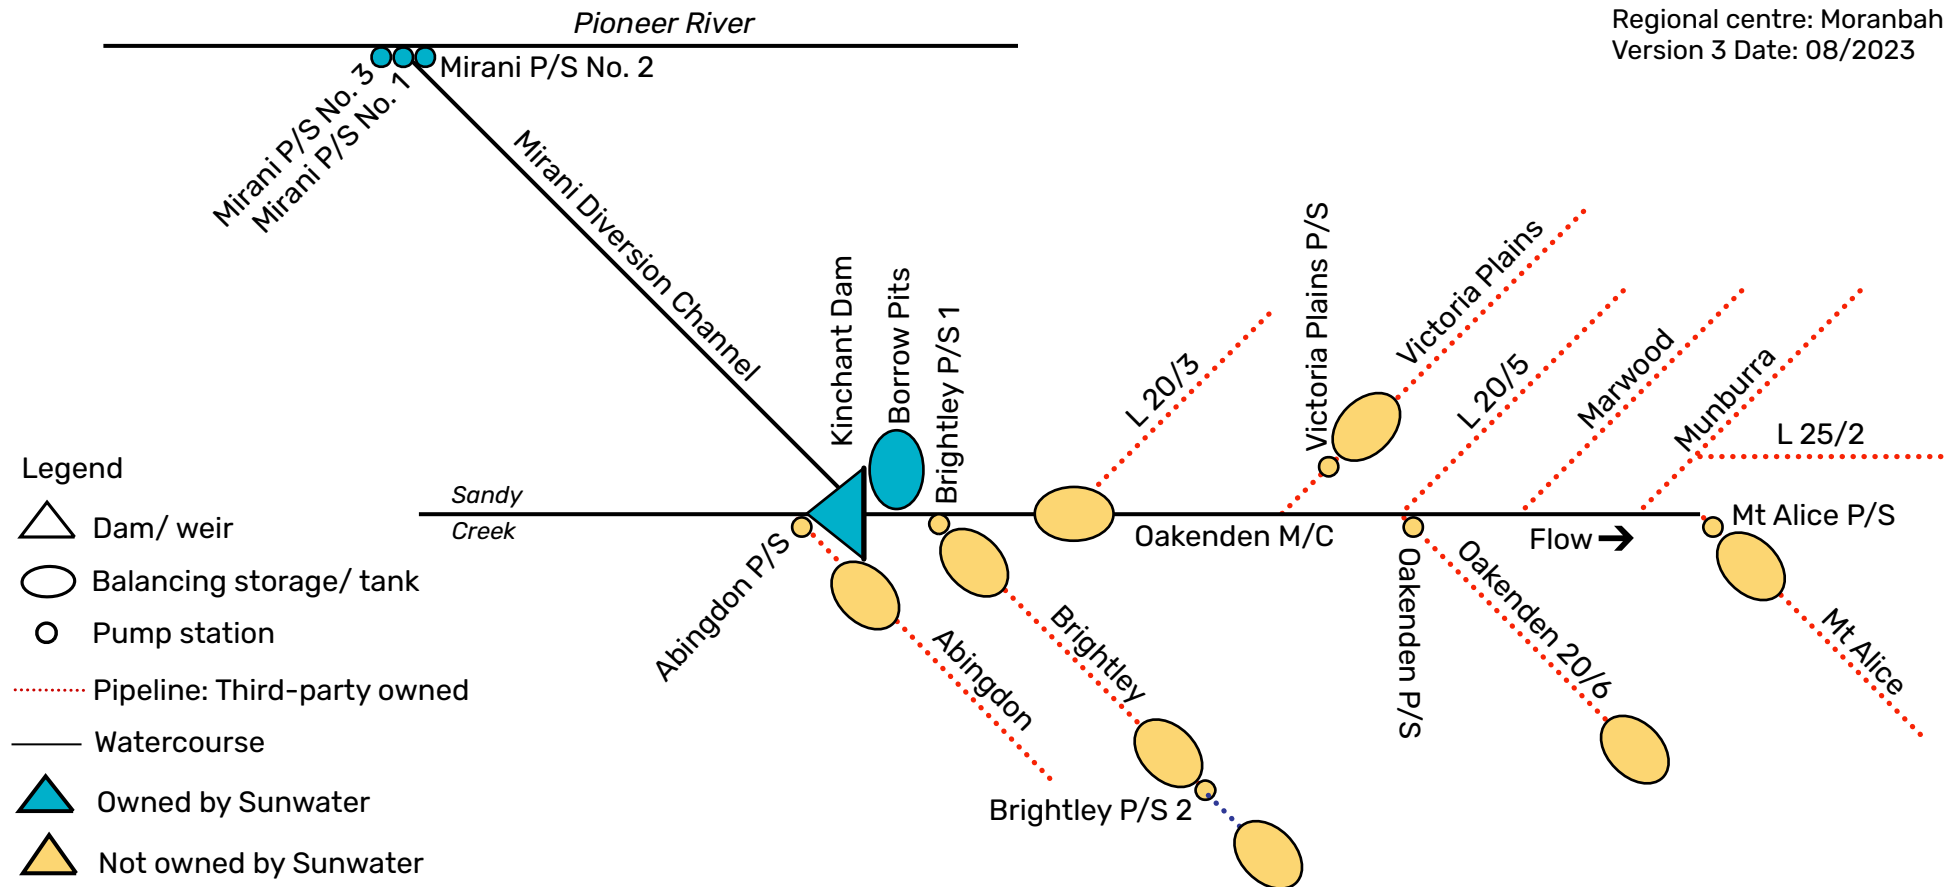 Pioneer River
Regional centre: Moranbah
Version 3 Date: 08/2023
Mirani P/S No. 2
Mirani P/S No. 3
Mirani P/S No. 1
Mirani Diversion Channel
Kinchant Dam
Borrow Pits
Brightley P/S 1
L 20/3
Victoria Plains P/S
Victoria Plains
L 20/5
Marwood
Munburra
L 25/2
Sandy
Creek
Oakenden M/C
Flow
Mt Alice P/S
Abingdon P/S
Abingdon
Brightley
Brightley P/S 2
Oakenden P/S
Oakenden 20/6
Mt Alice
Legend
Dam/ weir
Balancing storage/ tank
Pump station
Pipeline: Third-party owned
Watercourse
Owned by Sunwater
Not owned by Sunwater